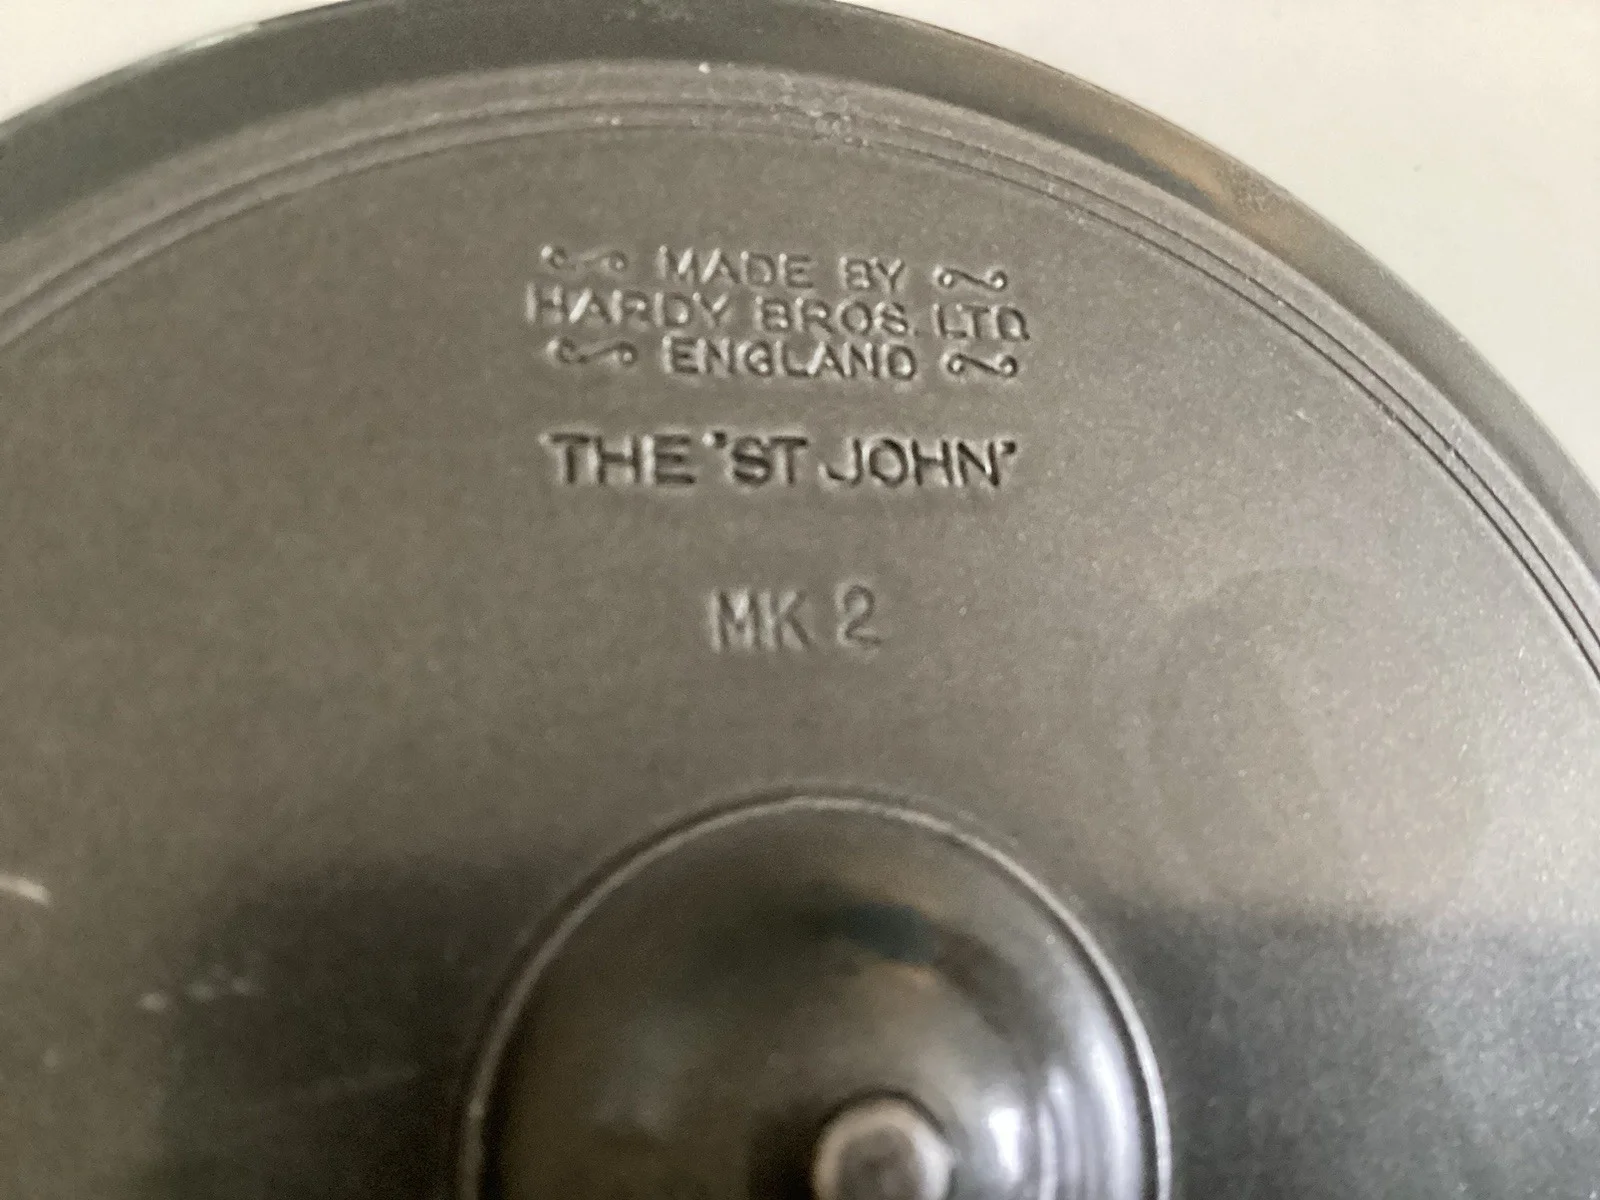 MADE BY
HARDY BROS. LTD
ENGLAND
THE 'ST JOHN'
MK 2